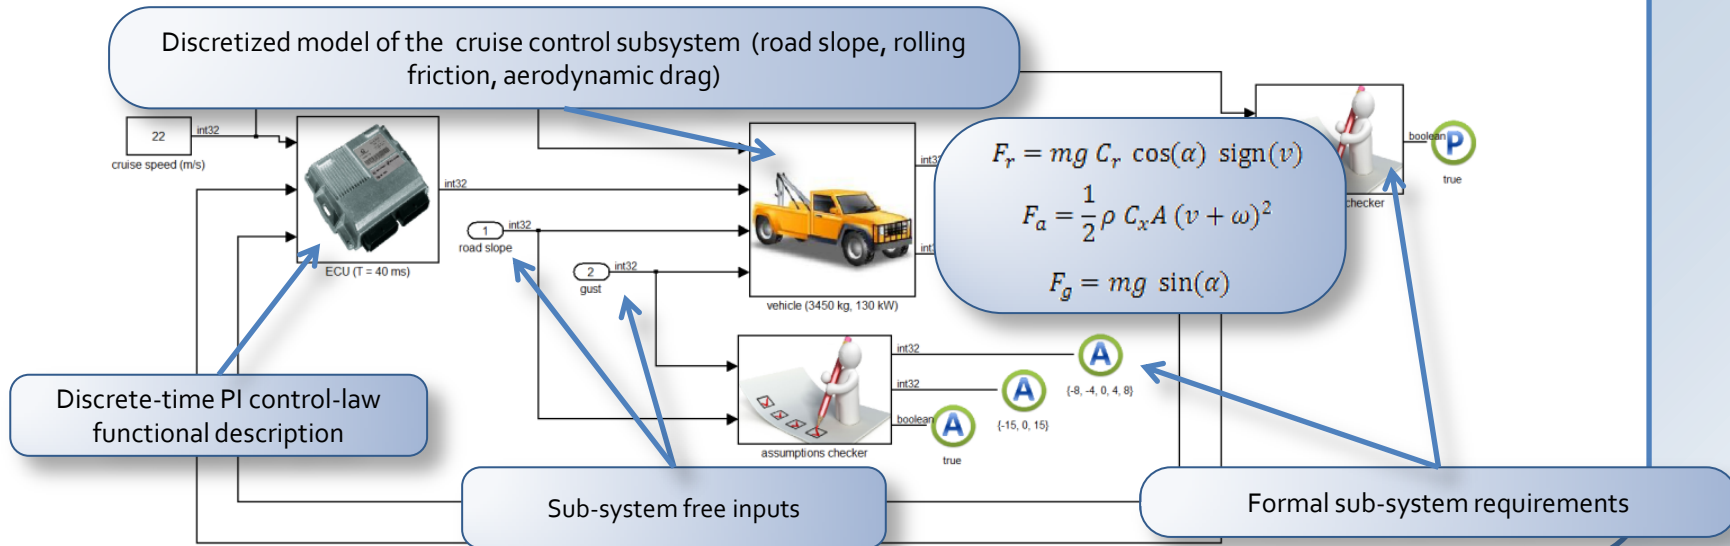 Discretized model of the cruise control subsystem (road slope, rolling
friction, aerodynamic drag)
22
int32
cruise speed (m/s)
ECU (T = 40 ms)
int32
1
int32
road slope
2
int32
gust
vehicle (3450 kg, 130 kW)
F_r = mg C_r cos(α) sign(v)
F_a = 1/2 ρ C_x A (v + ω)²
F_g = mg sin(α)
boolean
P
true
checker
int32
A
{-8, -4, 0, 4, 8}
int32
A
{-15, 0, 15}
boolean
A
true
assumptions checker
Discrete-time PI control-law
functional description
Sub-system free inputs
Formal sub-system requirements